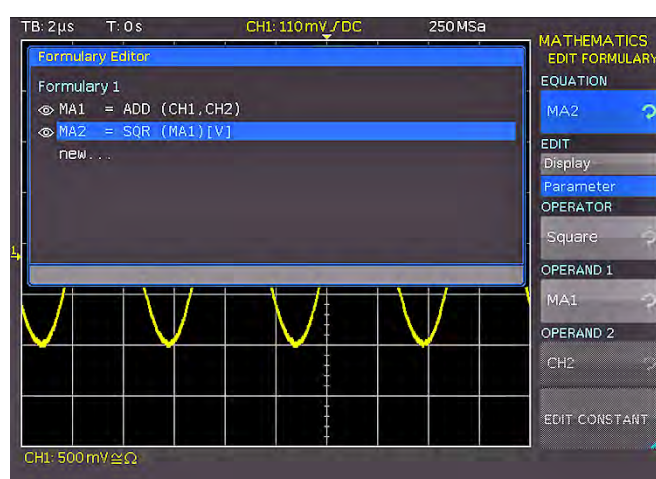 TB: 2µs T: 0s CH1: 110mV DC 250MSa
Formulary Editor
Formulary 1
MA1 = ADD (CH1,CH2)
MA2 = SQR (MA1)[V]
new...
1
CH1: 500mV≅Ω
MATHEMATICS
EDIT FORMULARY
EQUATION
MA2
EDIT
Display
Parameter
OPERATOR
Square
OPERAND 1
MA1
OPERAND 2
CH2
EDIT CONSTANT